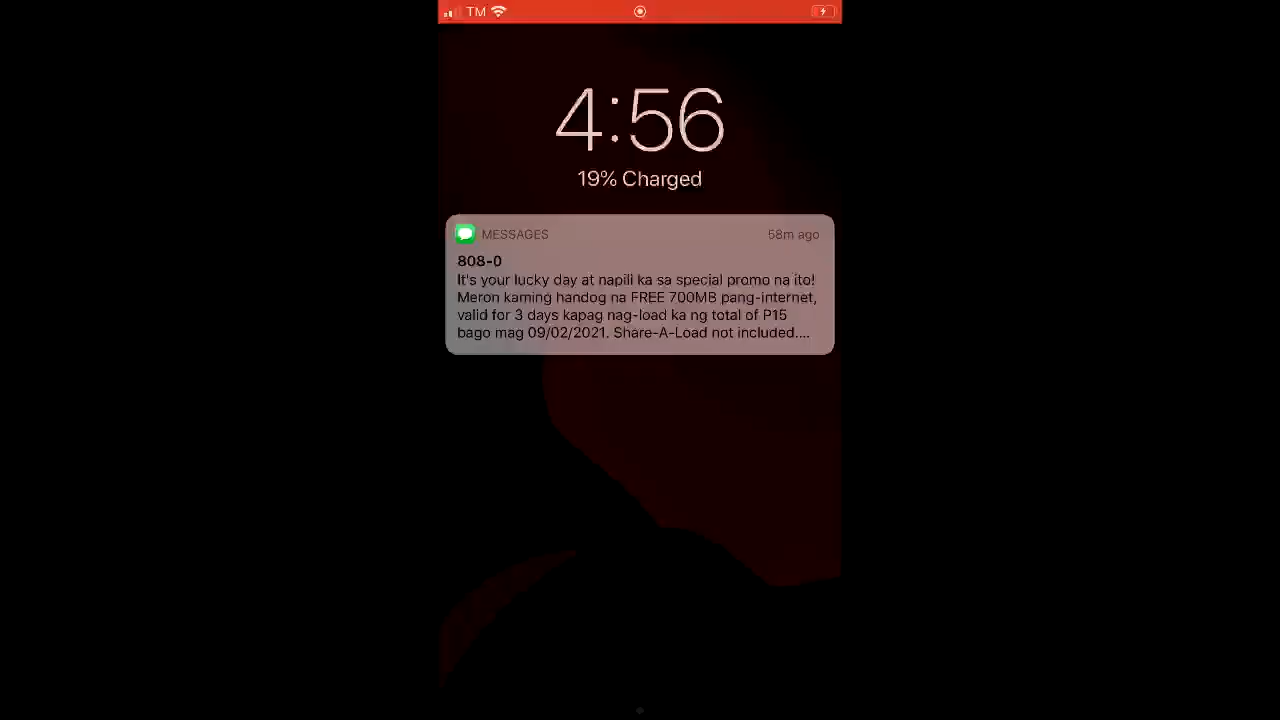 TM
4:56
19% Charged
MESSAGES 58m ago
808-0
It's your lucky day at napili ka sa special promo na ito!
Meron kaming handog na FREE 700MB pang-internet,
valid for 3 days kapag nag-load ka ng total of P15
bago mag 09/02/2021. Share-A-Load not included....